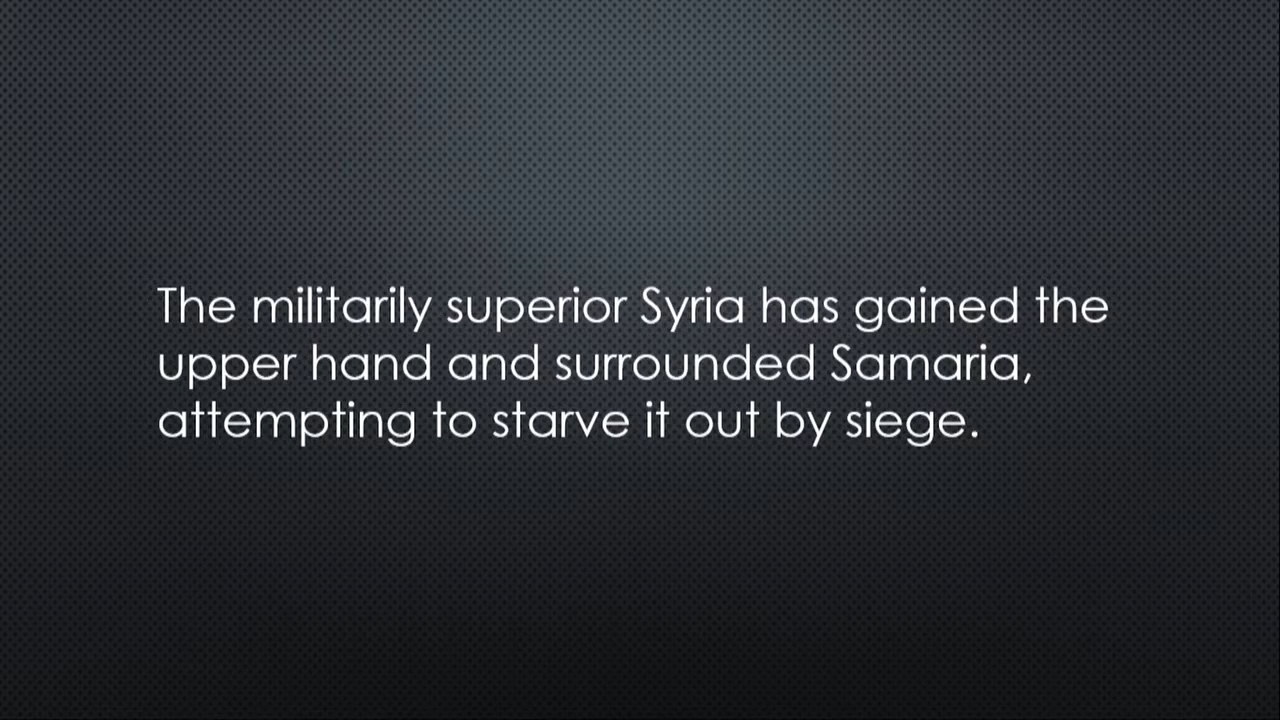 The militarily superior Syria has gained the
upper hand and surrounded Samaria,
attempting to starve it out by siege.